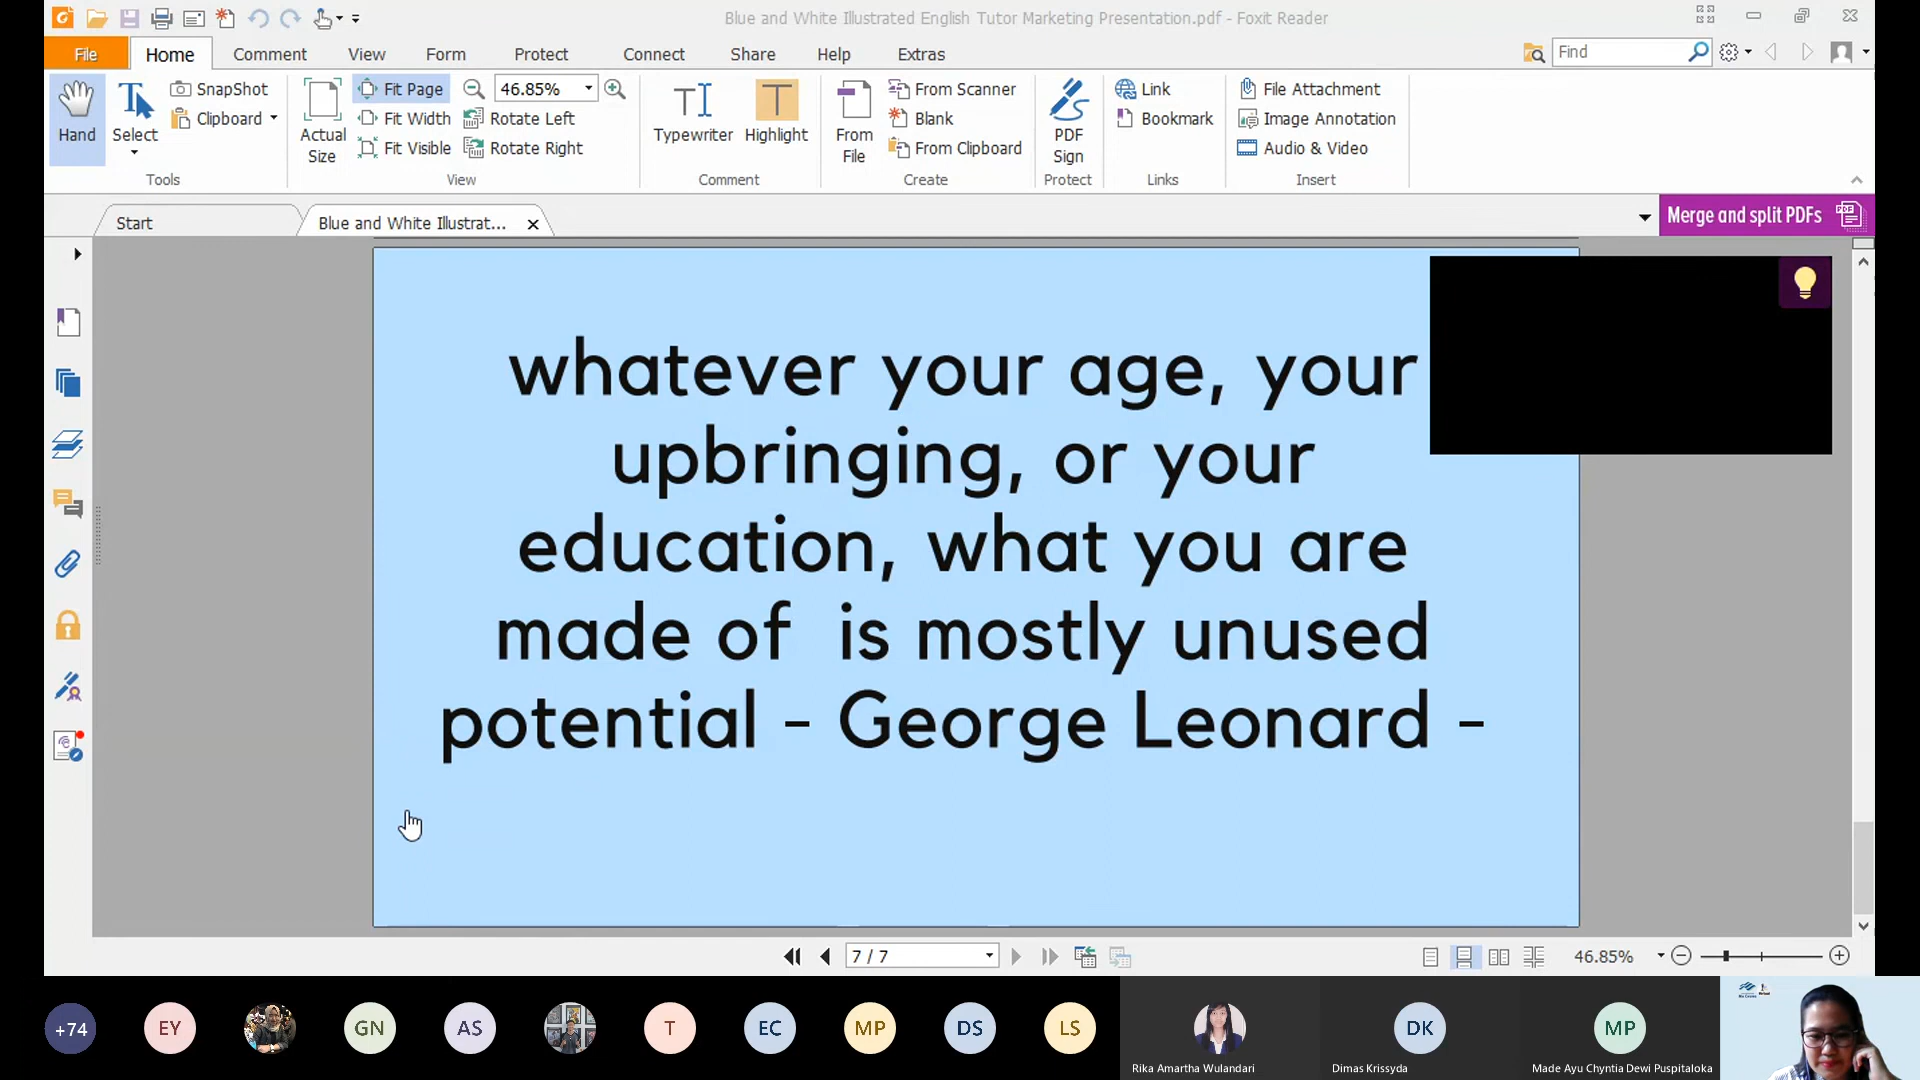 Blue and White Illustrated English Tutor Marketing Presentation.pdf - Foxit Reader
File Home Comment View Form Protect Connect Share Help Extras Find
Hand
Select
Tools
SnapShot
Clipboard
Actual
Size
Fit Page
Fit Width
Fit Visible
46.85%
Rotate Left
Rotate Right
View
Typewriter
Highlight
Comment
From
File
From Scanner
Blank
From Clipboard
Create
PDF
Sign
Protect
Link
Bookmark
Links
File Attachment
Image Annotation
Audio & Video
Insert
Start
Blue and White Illustrat...
Merge and split PDFs
whatever your age, your
upbringing, or your
education, what you are
made of is mostly unused
potential - George Leonard -
7 / 7
46.85%
+74 EY GN AS T EC MP DS LS DK MP
Rika Amartha Wulandari Dimas Krissyda Made Ayu Chyntia Dewi Puspitaloka